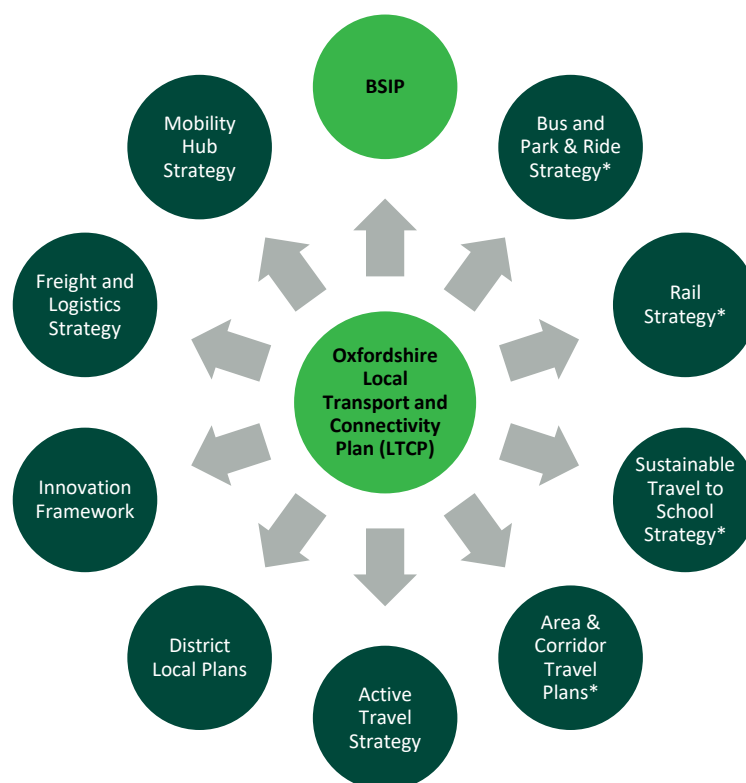 BSIP
Bus and
Park & Ride
Strategy*
Rail
Strategy*
Sustainable
Travel to
School
Strategy*
Area &
Corridor
Travel
Plans*
Active
Travel
Strategy
District
Local Plans
Innovation
Framework
Freight and
Logistics
Strategy
Mobility
Hub
Strategy
Oxfordshire
Local
Transport and
Connectivity
Plan (LTCP)